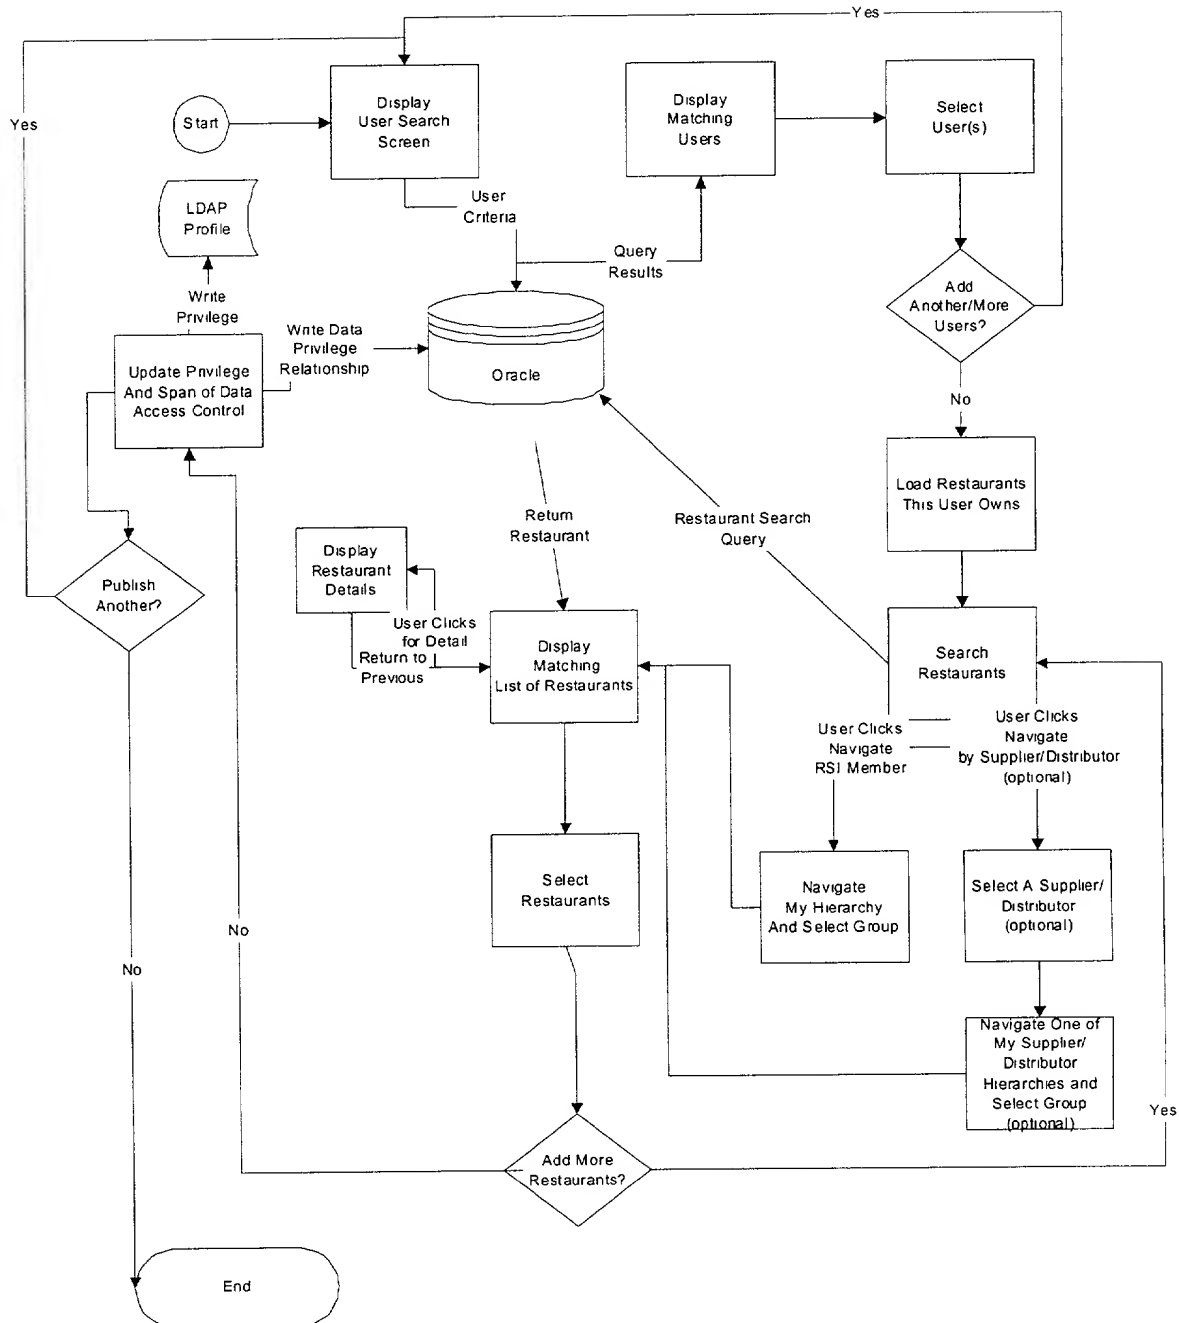 Yes
Yes
Start
Display
User Search
Screen
Display
Matching
Users
Select
User(s)
LDAP
Profile
User
Criteria
Query
Results
Write
Privilege
Write Data
Privilege
Relationship
Add
Another/More
Users?
Update Privilege
And Span of Data
Access Control
Oracle
No
Load Restaurants
This User Owns
Return
Restaurant
Restaurant Search
Query
Display
Restaurant
Details
Publish
Another?
User Clicks
for Detail
Return to
Previous
Display
Matching
List of Restaurants
Search
Restaurants
User Clicks
Navigate
RSI Member
User Clicks
Navigate
by Supplier/Distributor
(optional)
Select
Restaurants
Navigate
My Hierarchy
And Select Group
Select A Supplier/
Distributor
(optional)
No
No
Navigate One of
My Supplier/
Distributor
Hierarchies and
Select Group
(optional)
Yes
Add More
Restaurants?
End